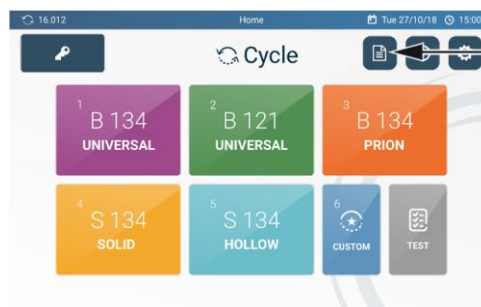 16.012 Home Tue 27/10/18 15:00
Cycle
1 2 3
B 134 B 121 B 134
UNIVERSAL UNIVERSAL PRION
4 5 6
S 134 S 134
SOLID HOLLOW CUSTOM TEST